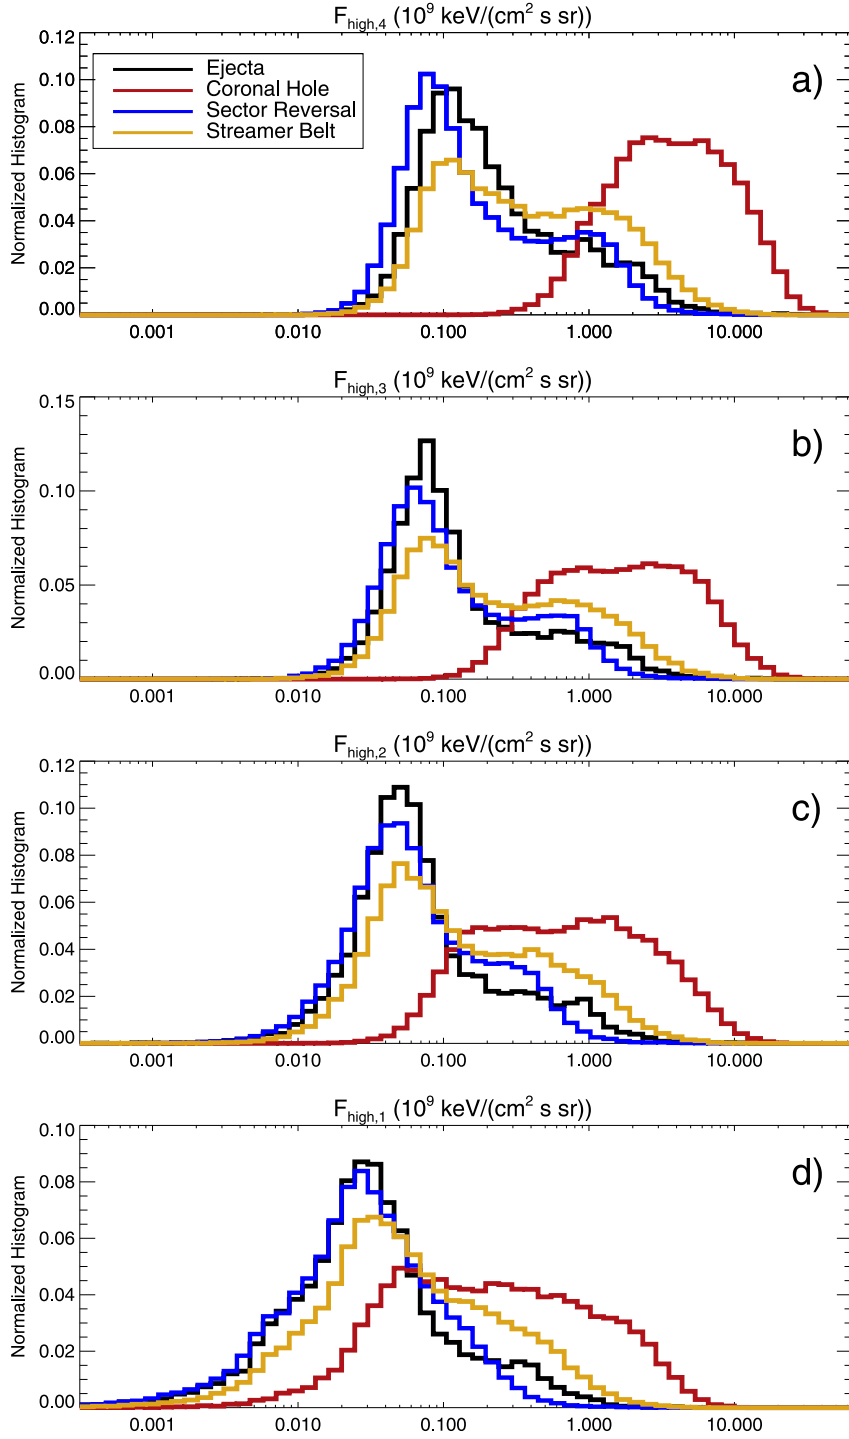 F_high,4 (10^9 keV/(cm^2 s sr))
0.12
0.10
0.08
0.06
0.04
0.02
0.00
Normalized Histogram
Ejecta
Coronal Hole
Sector Reversal
Streamer Belt
a)
0.001 0.010 0.100 1.000 10.000
F_high,3 (10^9 keV/(cm^2 s sr))
0.15
0.10
0.05
0.00
Normalized Histogram
b)
0.001 0.010 0.100 1.000 10.000
F_high,2 (10^9 keV/(cm^2 s sr))
0.12
0.10
0.08
0.06
0.04
0.02
0.00
Normalized Histogram
c)
0.001 0.010 0.100 1.000 10.000
F_high,1 (10^9 keV/(cm^2 s sr))
0.10
0.08
0.06
0.04
0.02
0.00
Normalized Histogram
d)
0.001 0.010 0.100 1.000 10.000